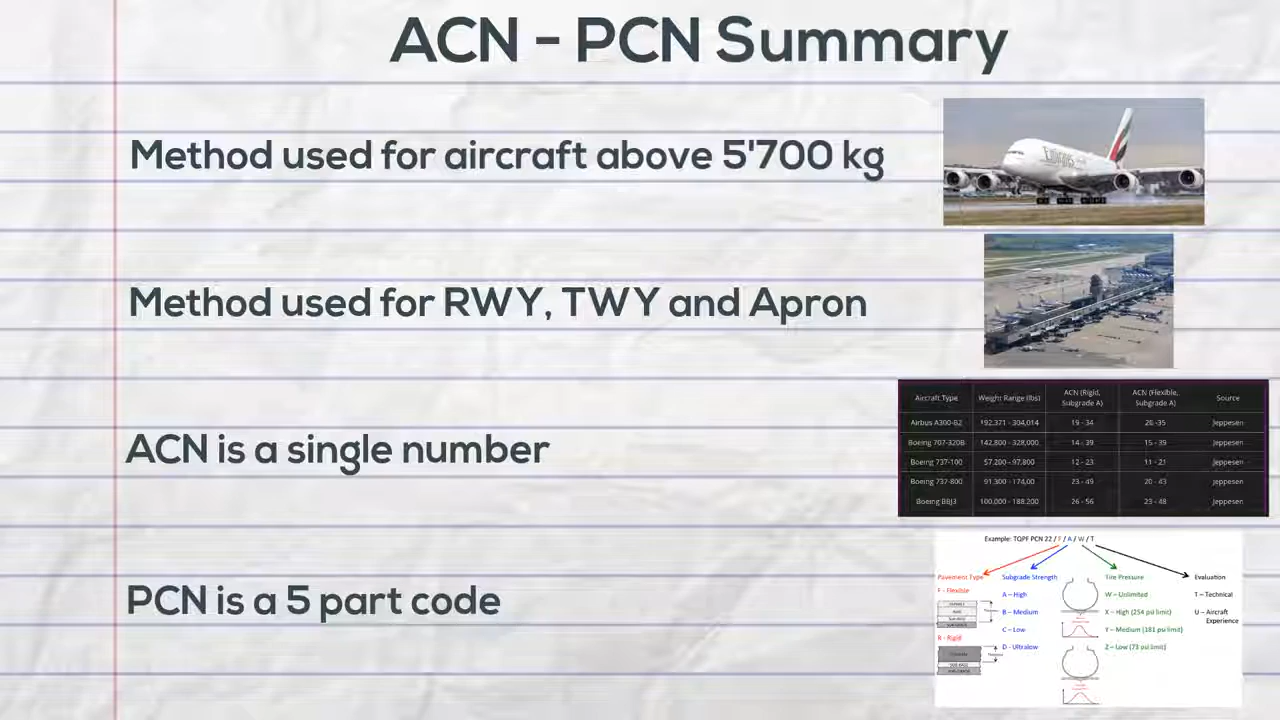 ACN - PCN Summary
Method used for aircraft above 5'700 kg
Emirates
Method used for RWY, TWY and Apron
ACN is a single number
Aircraft Type Weight Range (lbs) ACN (Rigid, Subgrade A) ACN (Flexible, Subgrade A) Source
Airbus A300-B2 192,371 - 304,014 19 - 34 Jeppesen
Boeing 707-320B 142,800 - 328,000 14 - 39 15 - 39 Jeppesen
Boeing 737-100 57,200 - 97,800 12 - 23 11 - 21 Jeppesen
Boeing 737-800 91,300 - 174,00 23 - 49 20 - 43 Jeppesen
Boeing BBJ3 100,000 - 188,200 26 - 56 23 - 48 Jeppesen
PCN is a 5 part code
Example: TQPF PCN 22 / F / A / W / T
Pavement Type Subgrade Strength Tire Pressure Evaluation
F - Flexible A – High W – Unlimited T – Technical
B – Medium X – High (254 psi limit) U – Aircraft Experience
C – Low Y – Medium (181 psi limit)
R - Rigid D - Ultralow Z – Low (73 psi limit)